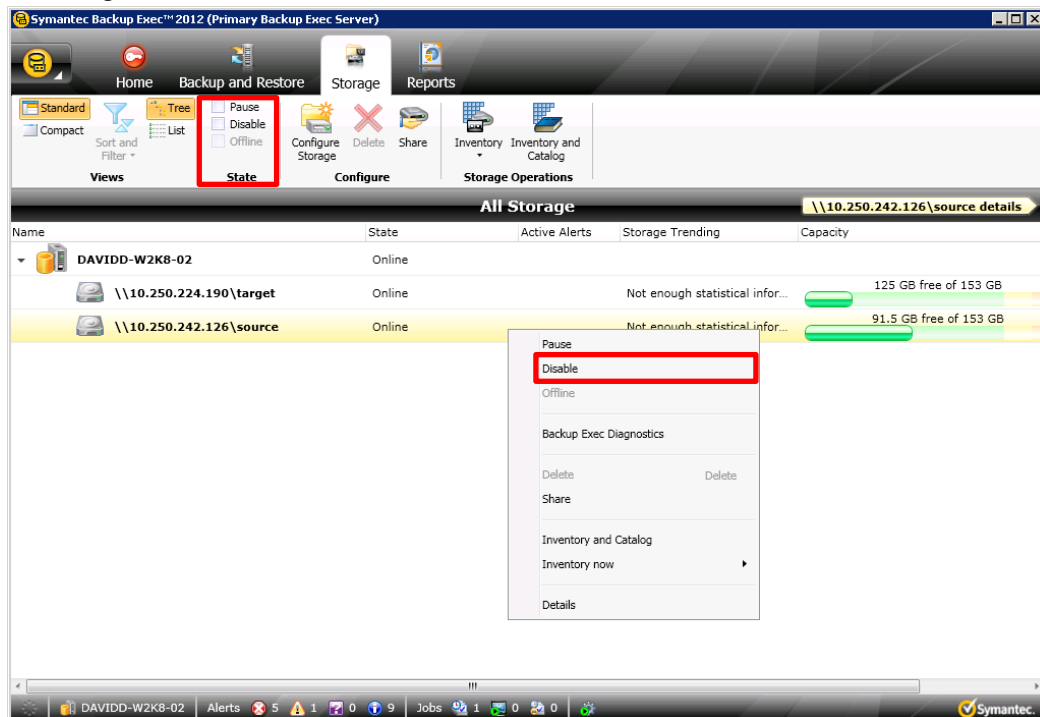 Symantec Backup Exec™ 2012 (Primary Backup Exec Server)
Home Backup and Restore Storage Reports
Standard
Compact
Sort and
Filter
Tree
List
Views
Pause
Disable
Offline
State
Configure
Storage
Delete
Share
Configure
Inventory
Inventory and
Catalog
Storage Operations
All Storage
\\10.250.242.126\source details
Name State Active Alerts Storage Trending Capacity
DAVIDD-W2K8-02 Online
\\10.250.224.190\target Online Not enough statistical infor... 125 GB free of 153 GB
\\10.250.242.126\source Online Not enough statistical infor... 91.5 GB free of 153 GB
Pause
Disable
Offline
Backup Exec Diagnostics
Delete Delete
Share
Inventory and Catalog
Inventory now
Details
DAVIDD-W2K8-02 Alerts 5 1 0 9 Jobs 1 0 0 Symantec.